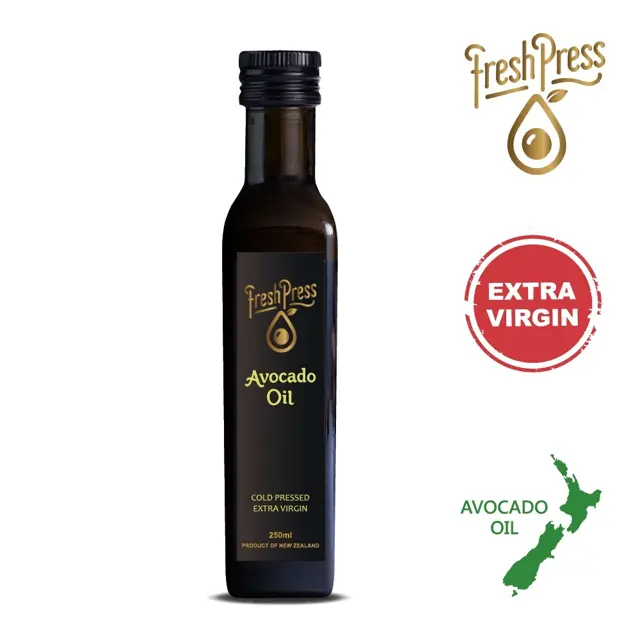 FreshPress
Avocado
Oil
COLD PRESSED
EXTRA VIRGIN
250ml
PRODUCT OF NEW ZEALAND
FreshPress
EXTRA
VIRGIN
AVOCADO
OIL